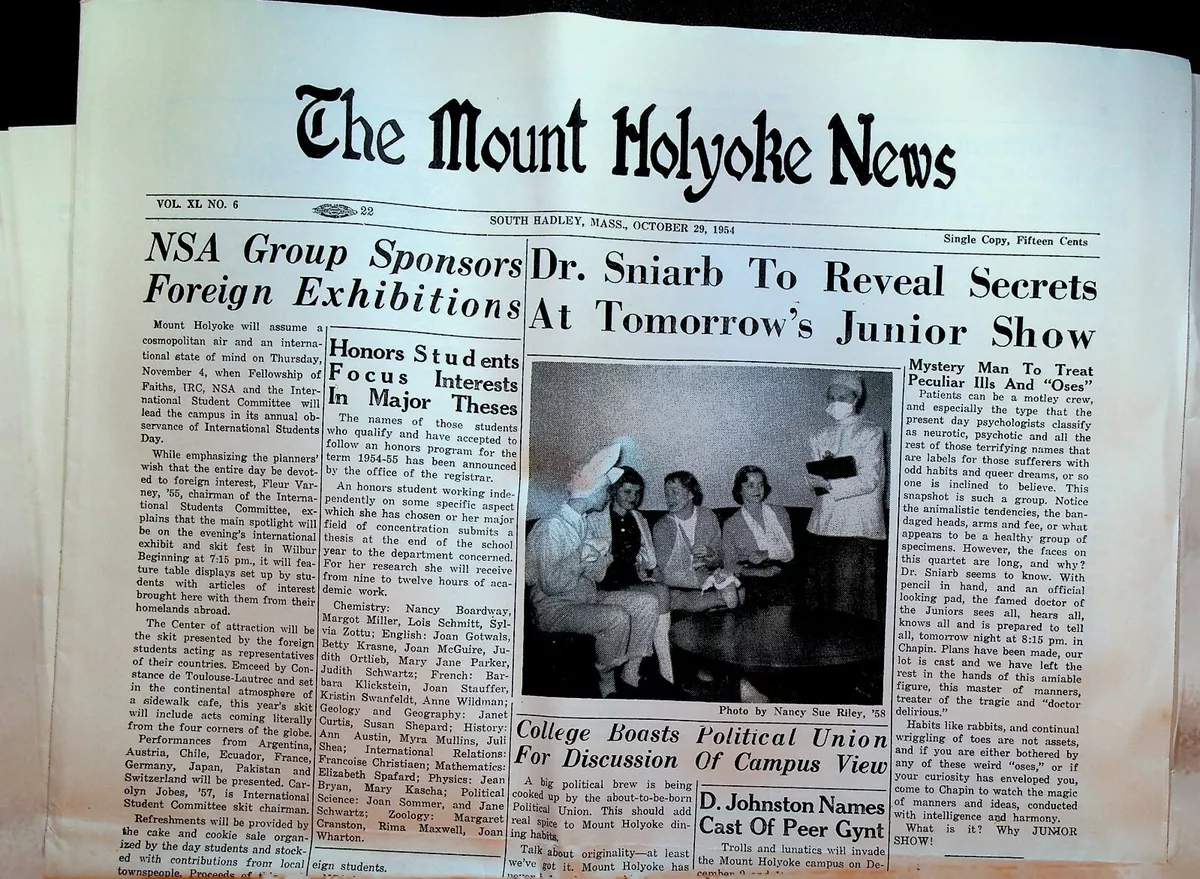 The Mount Holyoke News
VOL. XL NO. 6
22
SOUTH HADLEY, MASS., OCTOBER 29, 1954
Single Copy, Fifteen Cents
NSA Group Sponsors
Foreign Exhibitions
Mount Holyoke will assume a
cosmopolitan air and an interna-
tional state of mind on Thursday,
November 4, when Fellowship of
Faiths, IRC, NSA and the Inter-
national Student Committee will
lead the campus in its annual ob-
servance of International Students
Day.
While emphasizing the planners'
wish that the entire day be devot-
ed to foreign interest, Fleur Var-
ney, '55, chairman of the Interna-
tional Students Committee, ex-
plains that the main spotlight will
be on the evening's international
exhibit and skit fest in Wilbur
Beginning at 7:15 pm., it will fea-
ture table displays set up by stu-
dents with articles of interest
brought here with them from their
homelands abroad.
The Center of attraction will be
the skit presented by the foreign
students acting as representatives
of their countries. Emceed by Con-
stance de Toulouse-Lautrec and set
in the continental atmosphere of
a sidewalk cafe, this year's skit
will include acts coming literally
from the four corners of the globe.
Performances from Argentina,
Austria, Chile, Ecuador, France,
Germany, Japan, Pakistan and
Switzerland will be presented. Car-
olyn Jobes, '57, is International
Student Committee skit chairman.
Refreshments will be provided by
the cake and cookie sale organ-
ized by the day students and stock-
ed with contributions from local
townspeople. Proceeds of
Honors Students
Focus Interests
In Major Theses
The names of those students
who qualify and have accepted to
follow an honors program for the
term 1954-55 has been announced
by the office of the registrar.
An honors student working inde-
pendently on some specific aspect
which she has chosen or her major
field of concentration submits a
thesis at the end of the school
year to the department concerned.
For her research she will receive
from nine to twelve hours of aca-
demic work.
Chemistry: Nancy Boardway,
Margot Miller, Lois Schmitt, Syl-
via Zottu; English: Joan Gotwals,
Betty Krasne, Joan McGuire, Ju-
dith Ortlieb, Mary Jane Parker,
Judith Schwartz; French: Bar-
bara Klickstein, Joan Stauffer,
Kristin Swanfeldt, Anne Wildman;
Geology and Geography: Janet
Curtis, Susan Shepard; History:
Ann Austin, Myra Mullins, Juli
Shea; International Relations:
Francoise Christiaen; Mathematics:
Elizabeth Spafard; Physics: Jean
Bryan, Mary Kascha; Political
Science: Joan Sommer, and Jane
Schwartz; Zoology: Margaret
Cranston, Rima Maxwell, Joan
Wharton.
eign students.
Dr. Sniarb To Reveal Secrets
At Tomorrow's Junior Show
Photo by Nancy Sue Riley, '58
Mystery Man To Treat
Peculiar Ills And "Oses"
Patients can be a motley crew,
and especially the type that the
present day psychologists classify
as neurotic, psychotic and all the
rest of those terrifying names that
are labels for those sufferers with
odd habits and queer dreams, or so
one is inclined to believe. This
snapshot is such a group. Notice
the animalistic tendencies, the ban-
daged heads, arms and fee, or what
appears to be a healthy group of
specimens. However, the faces on
this quartet are long, and why?
Dr. Sniarb seems to know. With
pencil in hand, and an official
looking pad, the famed doctor of
the Juniors sees all, hears all,
knows all and is prepared to tell
all, tomorrow night at 8:15 pm. in
Chapin. Plans have been made, our
lot is cast and we have left the
rest in the hands of this amiable
figure, this master of manners,
treater of the tragic and "doctor
delirious."
Habits like rabbits, and continual
wriggling of toes are not assets,
and if you are either bothered by
any of these weird "oses," or if
your curiosity has enveloped you,
come to Chapin to watch the magic
of manners and ideas, conducted
with intelligence and harmony.
What is it? Why JUNIOR
SHOW!
College Boasts Political Union
For Discussion Of Campus View
A big political brew is being
cooked up by the about-to-be-born
Political Union. This should add
real spice to Mount Holyoke din-
ing habits.
Talk about originality—at least
we've got it. Mount Holyoke has
D. Johnston Names
Cast Of Peer Gynt
Trolls and lunatics will invade
the Mount Holyoke campus on De-